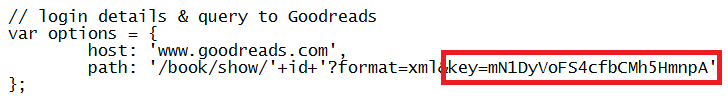 // login details & query to Goodreads
var options = {
host: 'www.goodreads.com',
path: '/book/show/'+id+'?format=xml&key=mN1DyVoFS4cfbCMh5HmnpA'
};